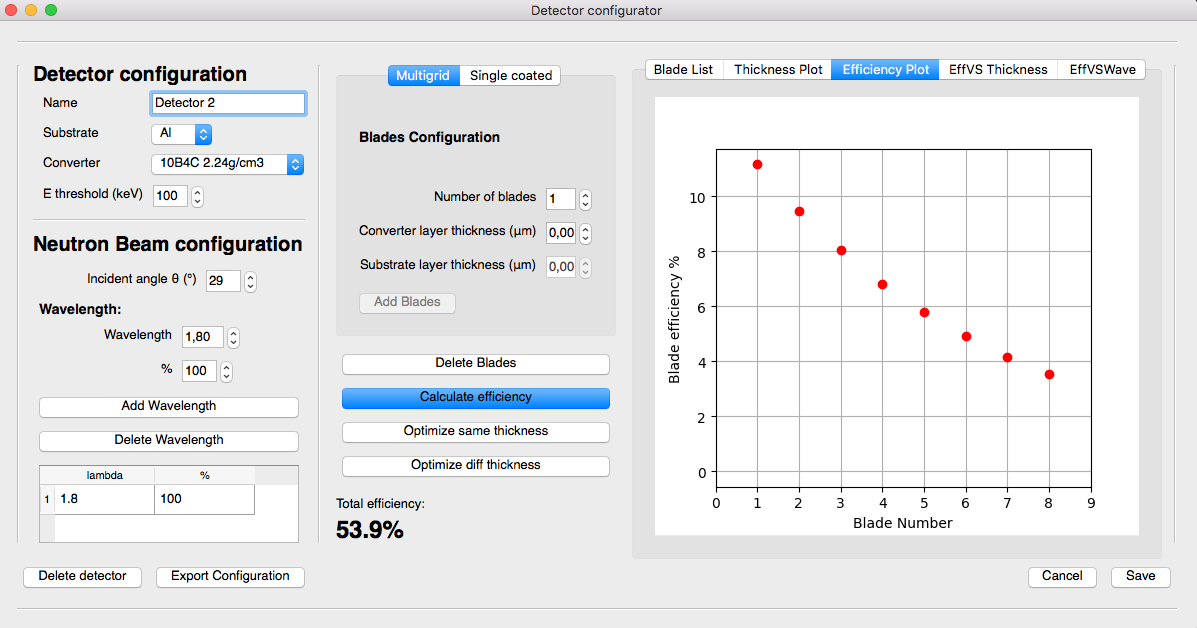 Detector configurator
Detector configuration
Name Detector 2
Substrate Al
Converter 10B4C 2.24g/cm3
E threshold (keV) 100
Neutron Beam configuration
Incident angle θ (°) 29
Wavelength:
Wavelength 1,80
% 100
Add Wavelength
Delete Wavelength
lambda %
1 1.8 100
Delete detector Export Configuration
Multigrid Single coated
Blades Configuration
Number of blades 1
Converter layer thickness (µm) 0,00
Substrate layer thickness (µm) 0,00
Add Blades
Delete Blades
Calculate efficiency
Optimize same thickness
Optimize diff thickness
Total efficiency:
53.9%
Blade List Thickness Plot Efficiency Plot EffVS Thickness EffVSWave
Blade efficiency %
10
8
6
4
2
0
0 1 2 3 4 5 6 7 8 9
Blade Number
Cancel Save